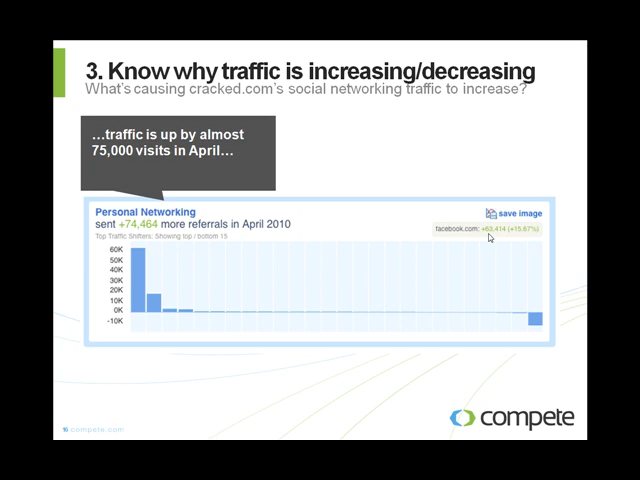 3. Know why traffic is increasing/decreasing
What's causing cracked.com's social networking traffic to increase?
…traffic is up by almost
75,000 visits in April…
Personal Networking
save image
sent +74,464 more referrals in April 2010
facebook.com: +63,414 (+15.67%)
Top Traffic Shifters: Showing top / bottom 15
60K
50K
40K
30K
20K
10K
0K
-10K
compete
16 compete.com